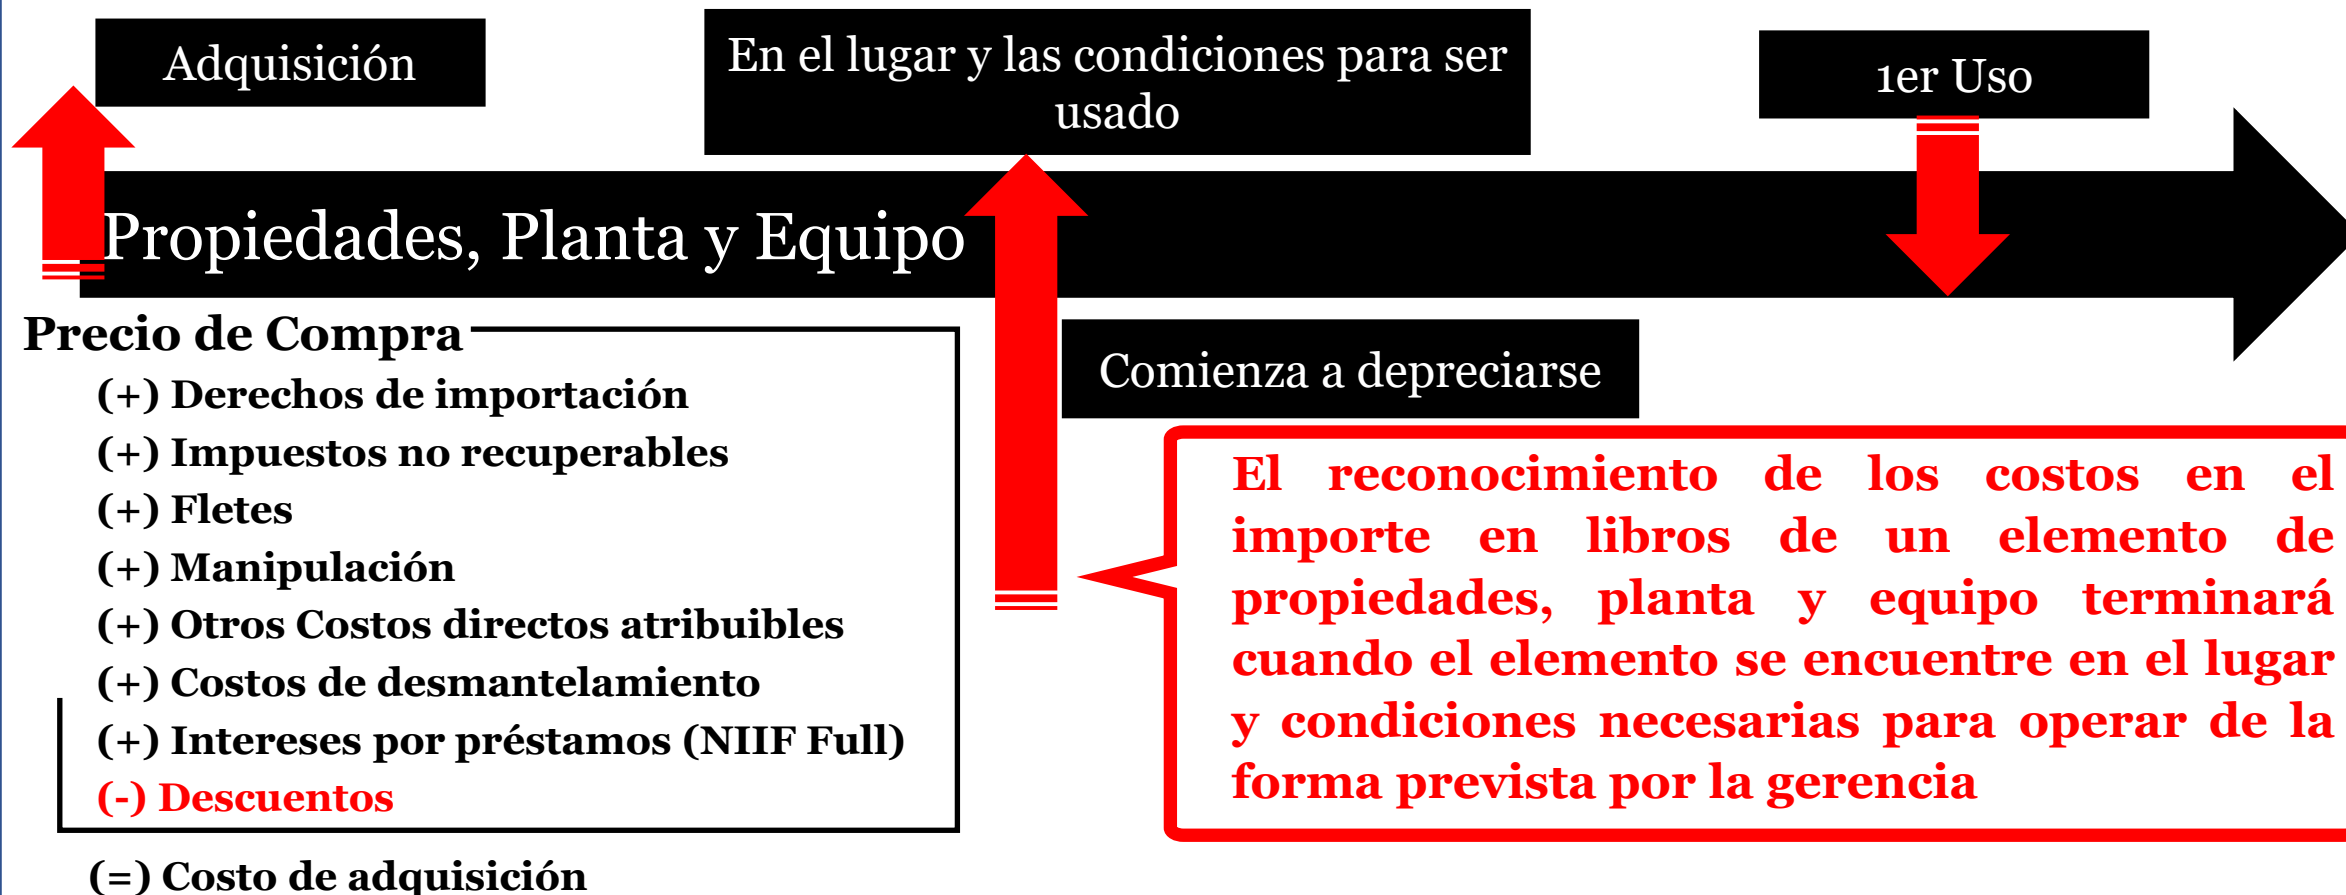 Adquisición
En el lugar y las condiciones para ser
usado
1er Uso
Propiedades, Planta y Equipo
Precio de Compra
(+) Derechos de importación
(+) Impuestos no recuperables
(+) Fletes
(+) Manipulación
(+) Otros Costos directos atribuibles
(+) Costos de desmantelamiento
(+) Intereses por préstamos (NIIF Full)
(-) Descuentos
(=) Costo de adquisición
Comienza a depreciarse
El reconocimiento de los costos en el
importe en libros de un elemento de
propiedades, planta y equipo terminará
cuando el elemento se encuentre en el lugar
y condiciones necesarias para operar de la
forma prevista por la gerencia